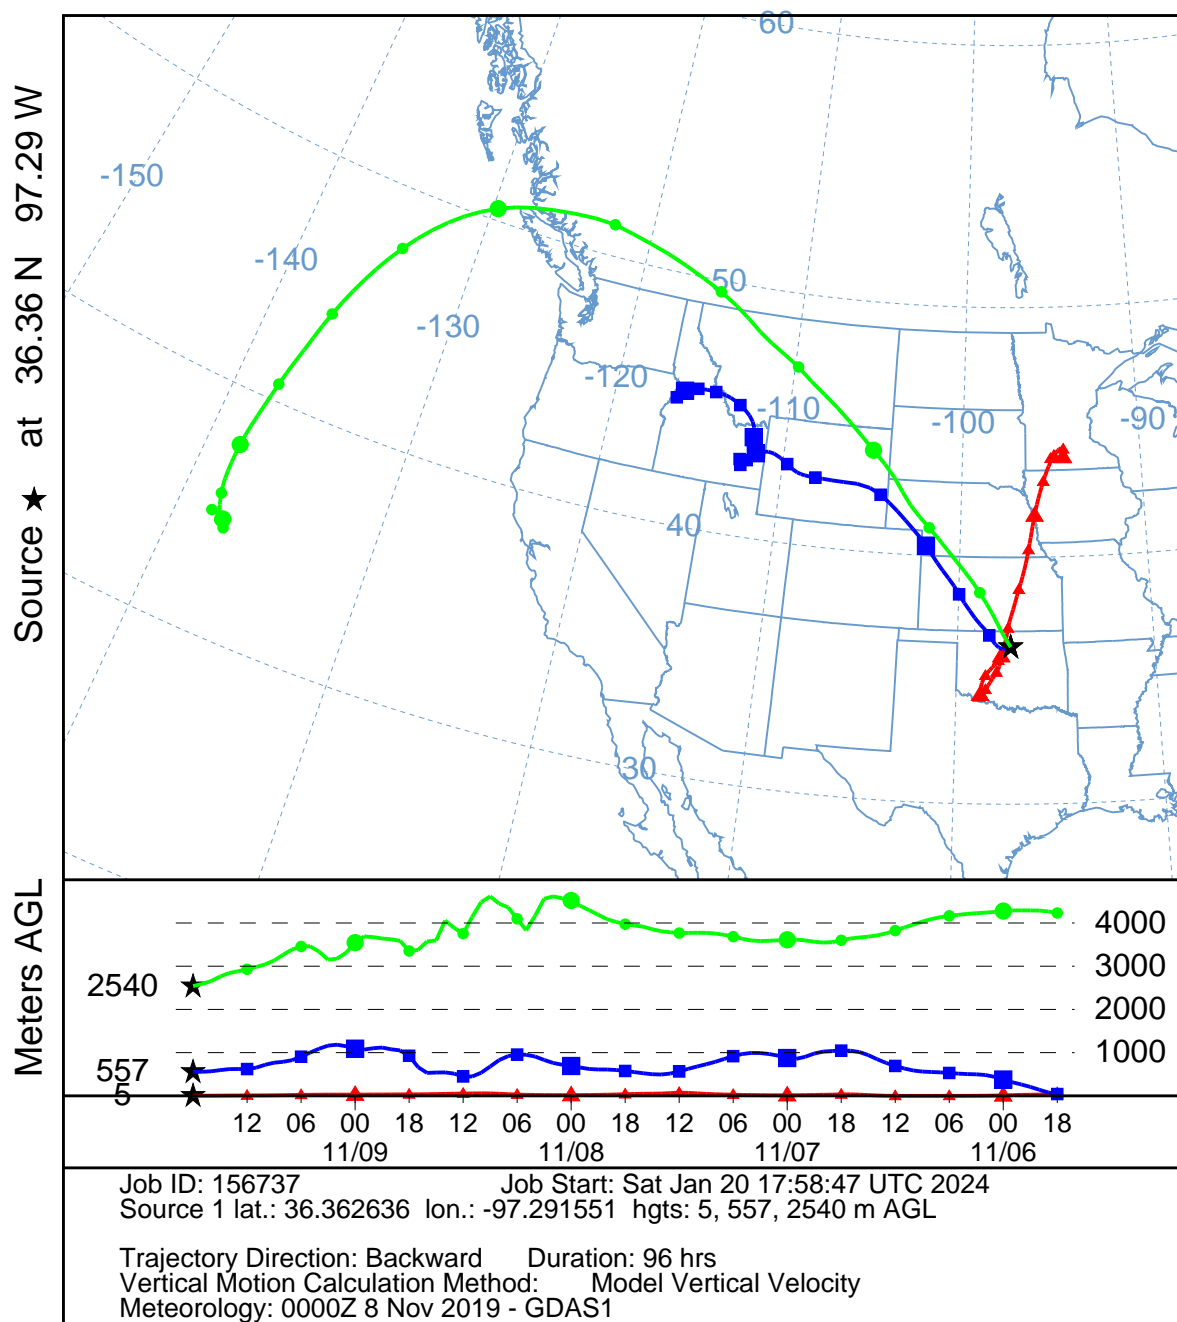 Source ★ at 36.36 N 97.29 W
60
-150
-140
50
-130
-120
-110
-100
-90
40
30
Meters AGL
4000
3000
2540
2000
557
1000
5
12 06 00 18 12 06 00 18 12 06 00 18 12 06 00 18
11/09 11/08 11/07 11/06
Job ID: 156737 Job Start: Sat Jan 20 17:58:47 UTC 2024
Source 1 lat.: 36.362636 lon.: -97.291551 hgts: 5, 557, 2540 m AGL
Trajectory Direction: Backward Duration: 96 hrs
Vertical Motion Calculation Method: Model Vertical Velocity
Meteorology: 0000Z 8 Nov 2019 - GDAS1